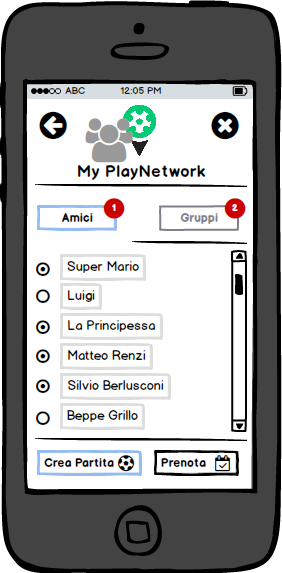 ABC 12:05 PM
My PlayNetwork
Amici 1 Gruppi 2
Super Mario
Luigi
La Principessa
Matteo Renzi
Silvio Berlusconi
Beppe Grillo
Crea Partita Prenota